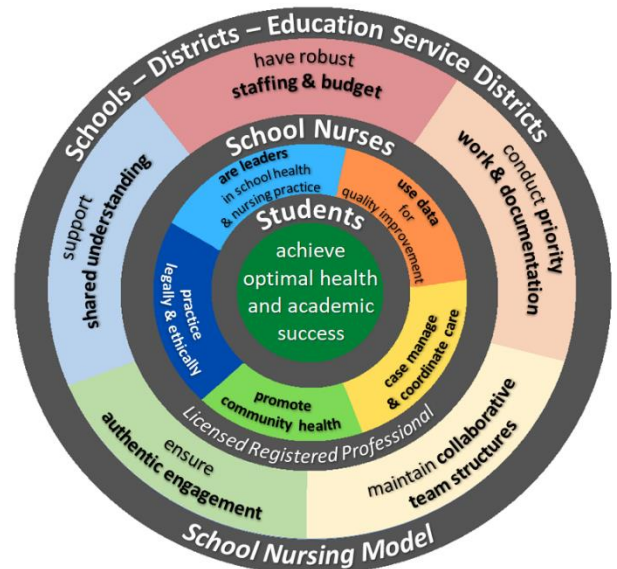 Schools – Districts – Education Service Districts
have robust
staffing & budget
conduct priority
work & documentation
maintain collaborative
team structures
ensure
authentic engagement
support
shared understanding
School Nurses
are leaders
in school health
& nursing practice
use data
for
quality improvement
case manage
& coordinate care
promote
community health
practice
legally & ethically
Students
achieve
optimal health
and academic
success
Licensed Registered Professional
School Nursing Model